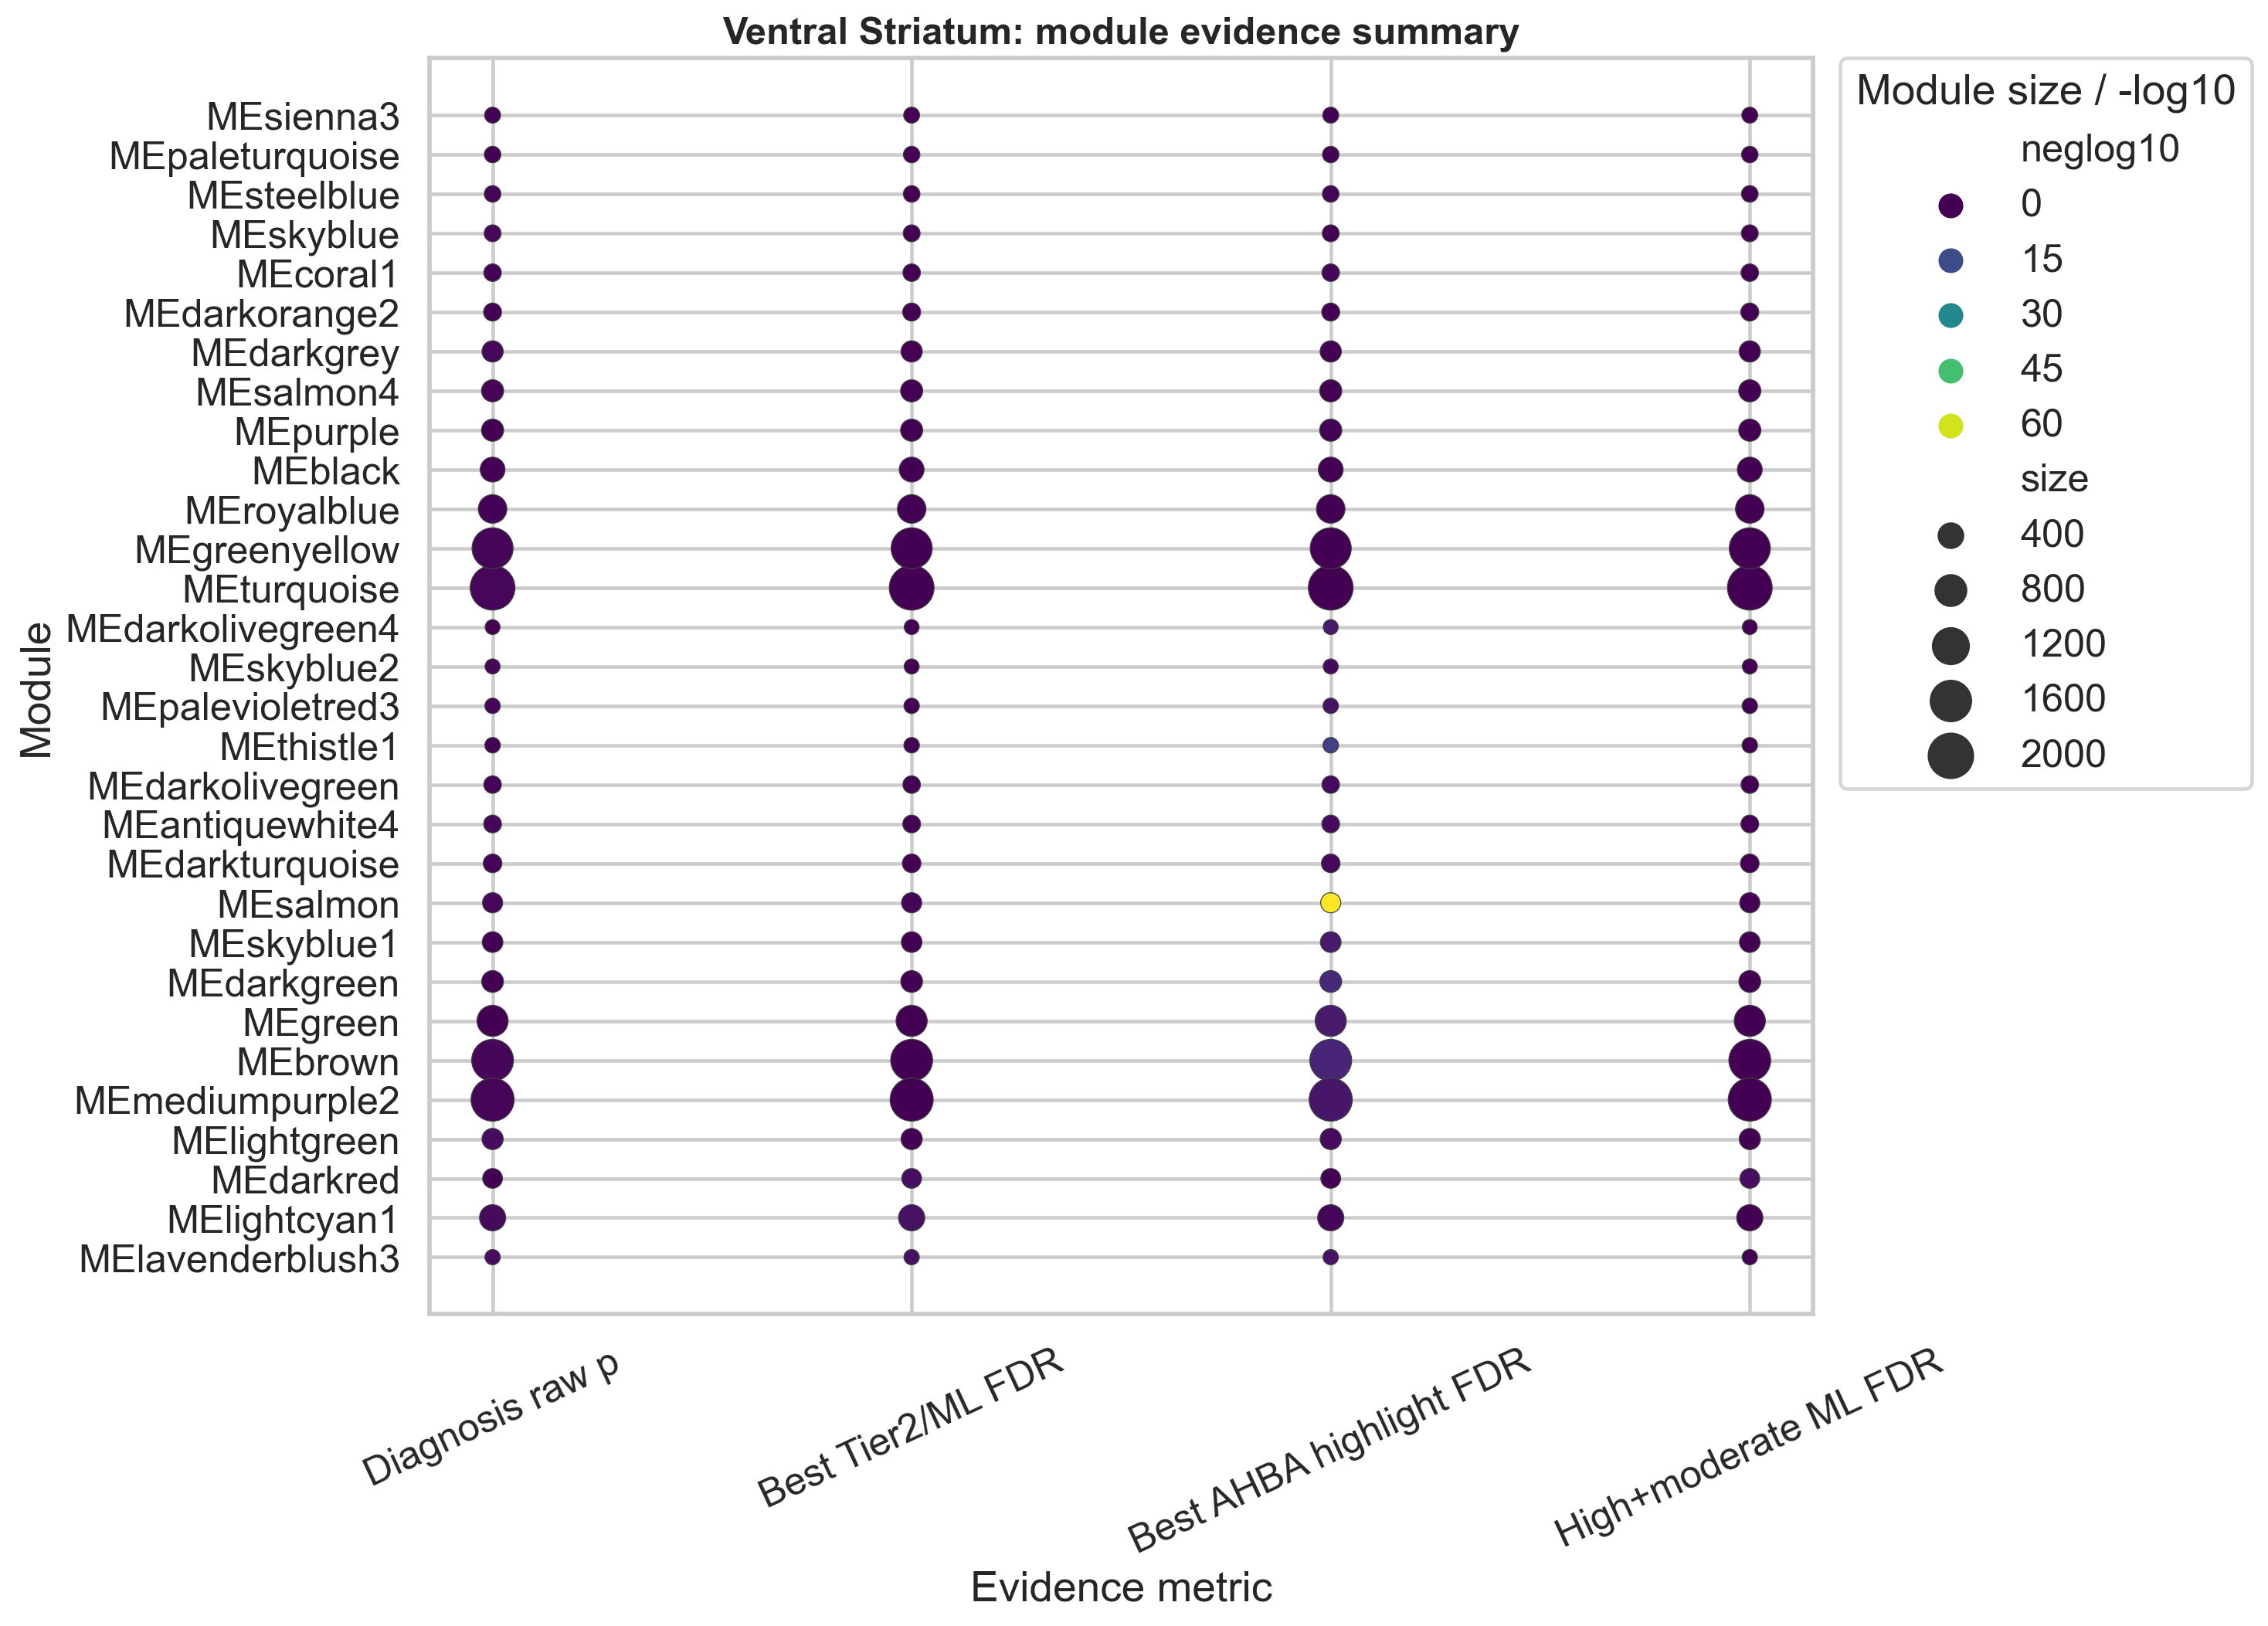 Ventral Striatum: module evidence summary
Module
MEsienna3
MEpaleturquoise
MEsteelblue
MEskyblue
MEcoral1
MEdarkorange2
MEdarkgrey
MEsalmon4
MEpurple
MEblack
MEroyalblue
MEgreenyellow
MEturquoise
MEdarkolivegreen4
MEskyblue2
MEpalevioletred3
MEthistle1
MEdarkolivegreen
MEantiquewhite4
MEdarkturquoise
MEsalmon
MEskyblue1
MEdarkgreen
MEgreen
MEbrown
MEmediumpurple2
MElightgreen
MEdarkred
MElightcyan1
MElavenderblush3
Diagnosis raw p
Best Tier2/ML FDR
Best AHBA highlight FDR
High+moderate ML FDR
Evidence metric
Module size / -log10
neglog10
0
15
30
45
60
size
400
800
1200
1600
2000